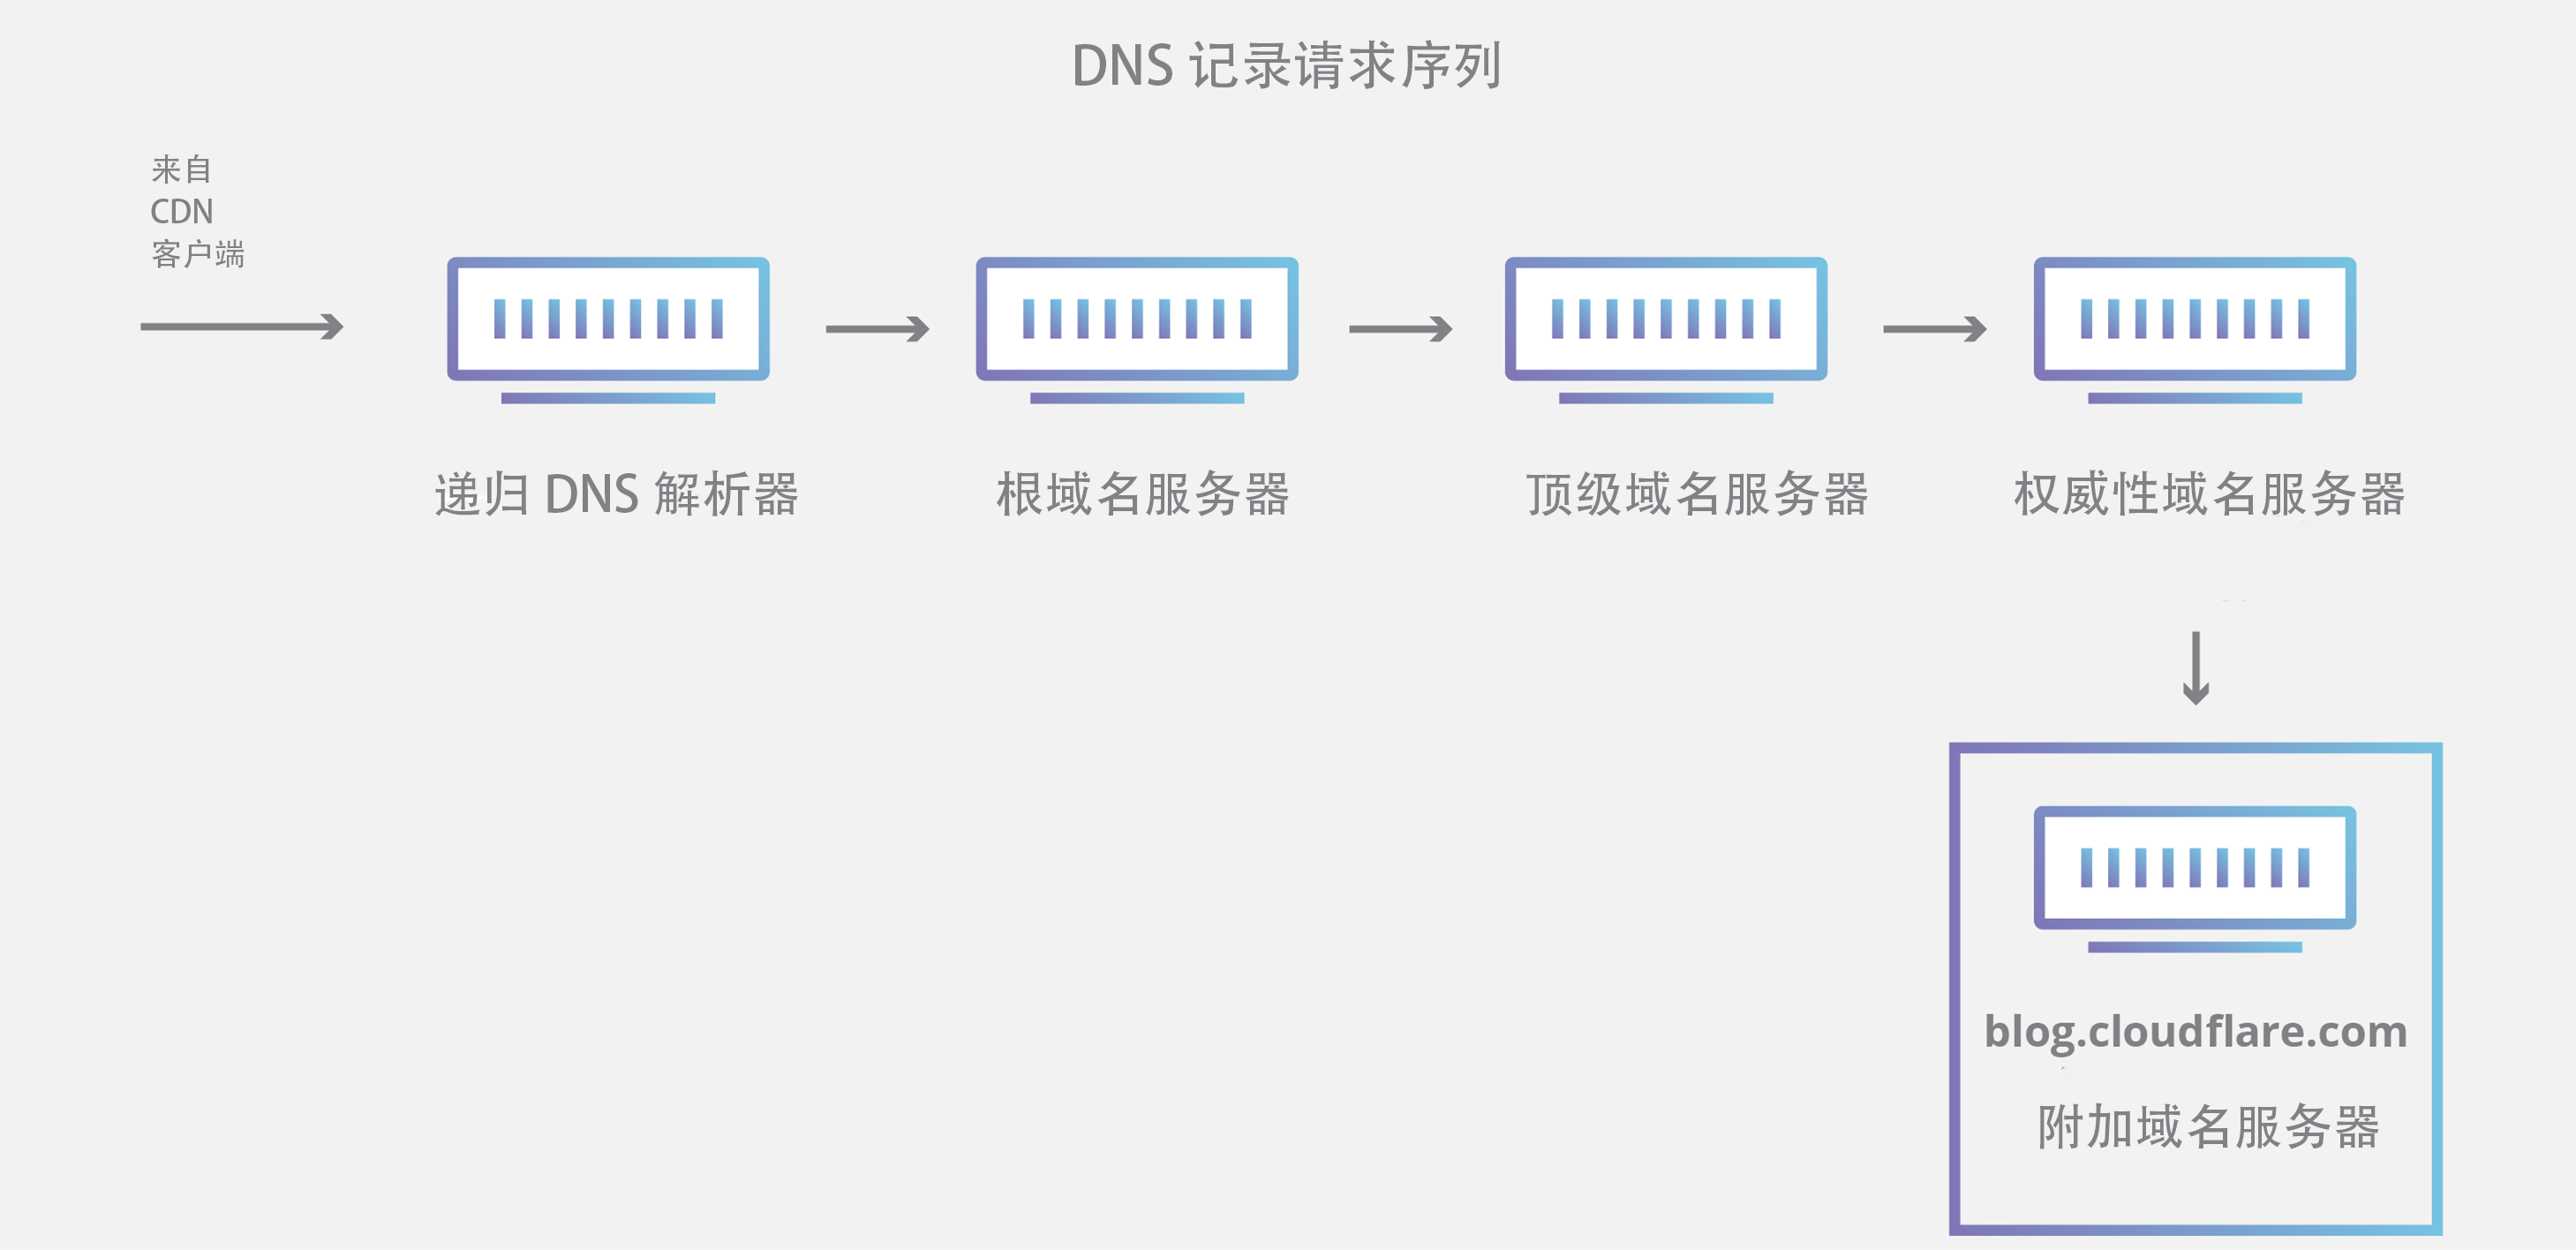 DNS 记录请求序列
来自
CDN
客户端
递归 DNS 解析器
根域名服务器
顶级域名服务器
权威性域名服务器
blog.cloudflare.com
附加域名服务器